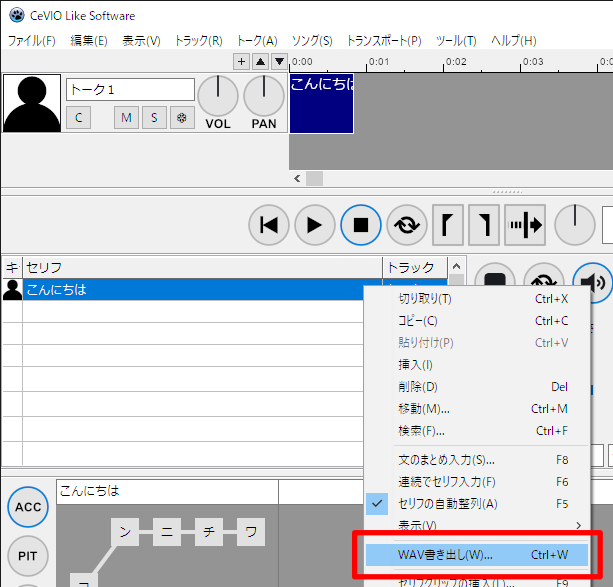 CeVIO Like Software
ファイル(F) 編集(E) 表示(V) トラック(R) トーク(A) ソング(S) トランスポート(P) ツール(T) ヘルプ(H)
+ ▲ ▼ 0:00 0:01 0:02 0:03
トーク1
こんにちは
C M S VOL PAN
キ セリフ トラック
こんにちは
切り取り(T) Ctrl+X
コピー(C) Ctrl+C
貼り付け(P) Ctrl+V
挿入(I)
削除(D) Del
移動(M)... Ctrl+M
検索(F)... Ctrl+F
文のまとめ入力(S)... F8
連続でセリフ入力(F) F6
セリフの自動整列(A) F5
表示(V)
WAV書き出し(W)... Ctrl+W
セリフクリップの挿入(I)... F9
こんにちは
ACC
コ ン ニ チ ワ
PIT